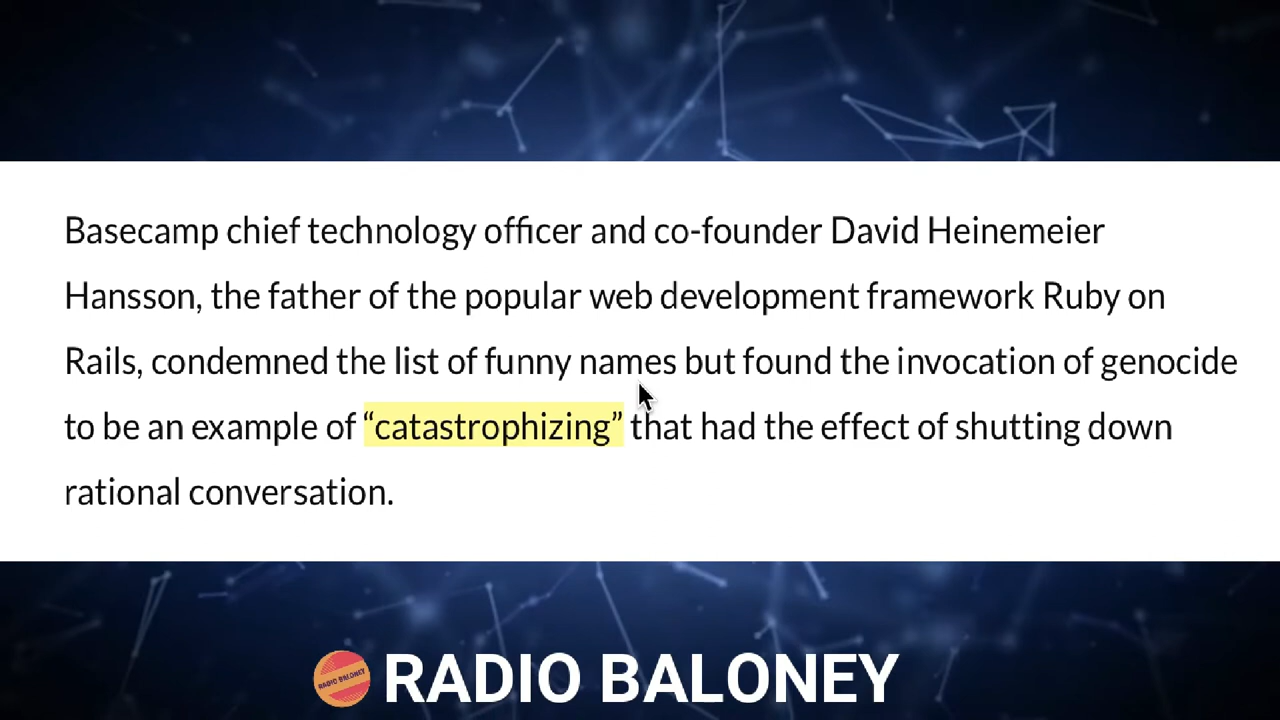 Basecamp chief technology officer and co-founder David Heinemeier
Hansson, the father of the popular web development framework Ruby on
Rails, condemned the list of funny names but found the invocation of genocide
to be an example of “catastrophizing” that had the effect of shutting down
rational conversation.
RADIO BALONEY
RADIO BALONEY